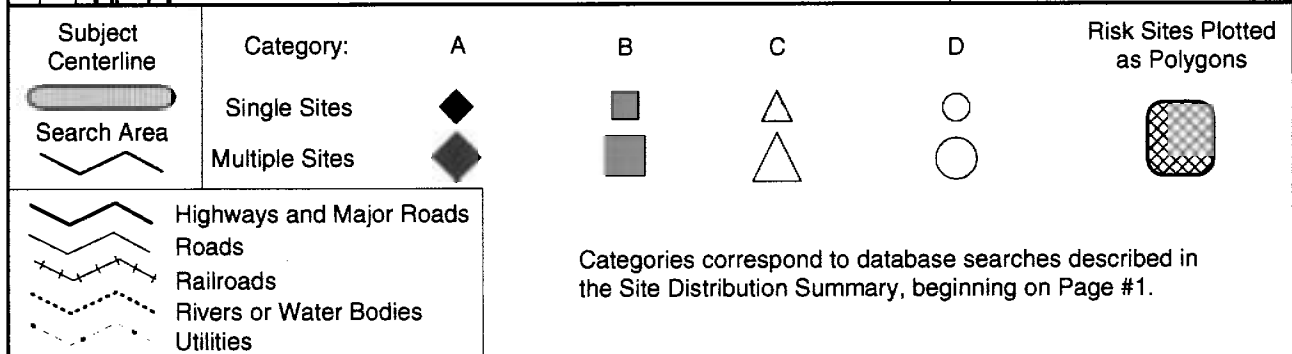 Subject
Centerline
Search Area
Category: A B C D
Single Sites
Multiple Sites
Risk Sites Plotted
as Polygons
Highways and Major Roads
Roads
Railroads
Rivers or Water Bodies
Utilities
Categories correspond to database searches described in
the Site Distribution Summary, beginning on Page #1.